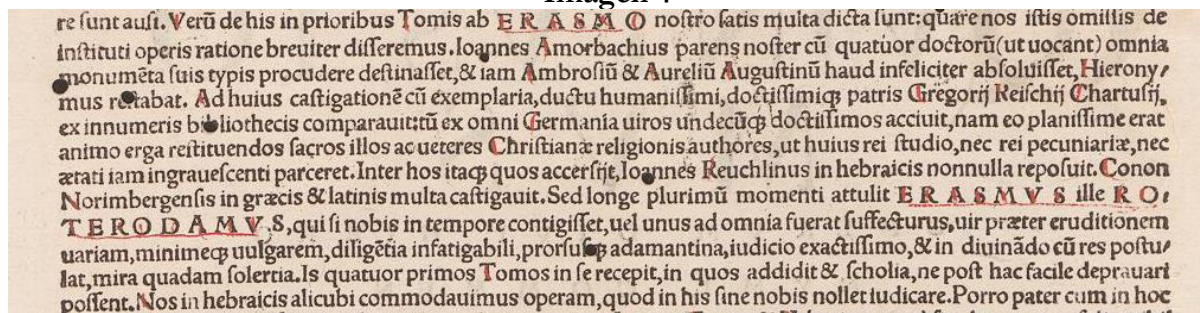 Imagen 4
re sunt ausi. Verū de his in prioribus Tomis ab ERASMO nostro satis multa dicta sunt: quare nos istis omissis de
instituti operis ratione breuiter disseremus. Ioannes Amorbachius parens noster cū quatuor doctorū (ut uocant) omnia
monumēta suis typis procudere destinasset, & iam Ambrosiū & Aureliū Augustinū haud infeliciter absoluisset, Hierony-
mus restabat. Ad huius castigationē cū exemplaria, ductu humanissimi, doctissimiqꝫ patris Gregorij Reischij Chartusij,
ex innumeris bibliothecis comparauit: tū ex omni Germania uiros undecūqꝫ doctissimos acciuit, nam eo planissime erat
animo erga restituendos sacros illos ac ueteres Christianæ religionis authores, ut huius rei studio, nec rei pecuniariæ, nec
ætati iam ingrauescenti parceret. Inter hos itaqꝫ quos accersijt, Ioannes Reuchlinus in hebraicis nonnulla reposuit. Conon
Norimbergensis in græcis & latinis multa castigauit. Sed longe plurimū momenti attulit ERASMVS ille RO-
TERODAMVS, qui si nobis in tempore contigisset, uel unus ad omnia fuerat suffecturus, uir præter eruditionem
uariam, minimeqꝫ uulgarem, diligētia infatigabili, prorsusqꝫ adamantina, iudicio exactissimo, & in diuinādo cū res postu-
lat, mira quadam solertia. Is quatuor primos Tomos in se recepit, in quos addidit & scholia, ne post hac facile deprauari
possent. Nos in hebraicis alicubi commodauimus operam, quod in his sine nobis nollet iudicare. Porro pater cum in hoc